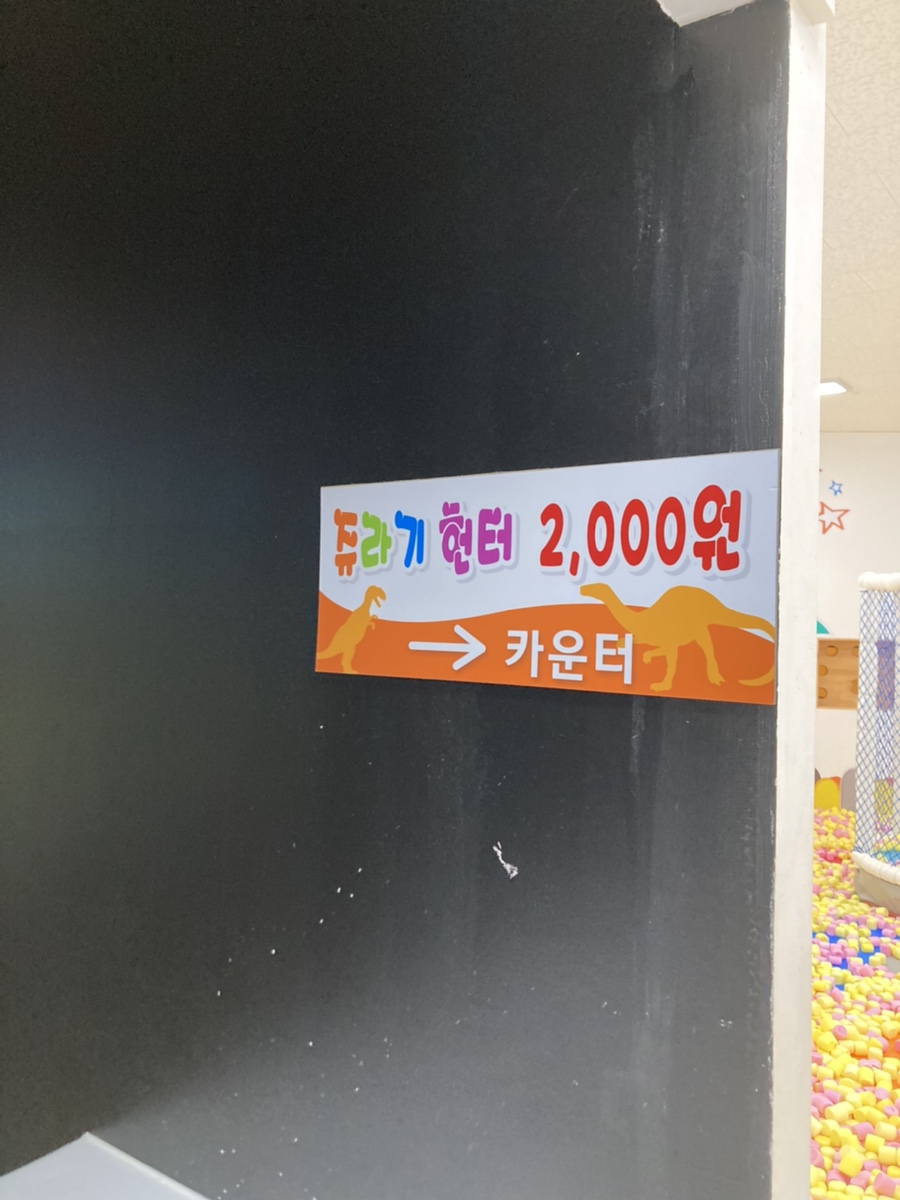 쥬라기 헌터 2,000원
→ 카운터